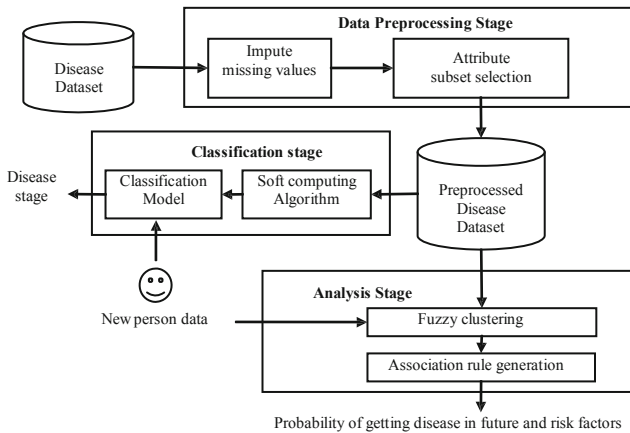 Data Preprocessing Stage
Disease
Dataset
Impute
missing values
Attribute
subset selection
Classification stage
Disease
stage
Classification
Model
Soft computing
Algorithm
Preprocessed
Disease
Dataset
New person data
Analysis Stage
Fuzzy clustering
Association rule generation
Probability of getting disease in future and risk factors